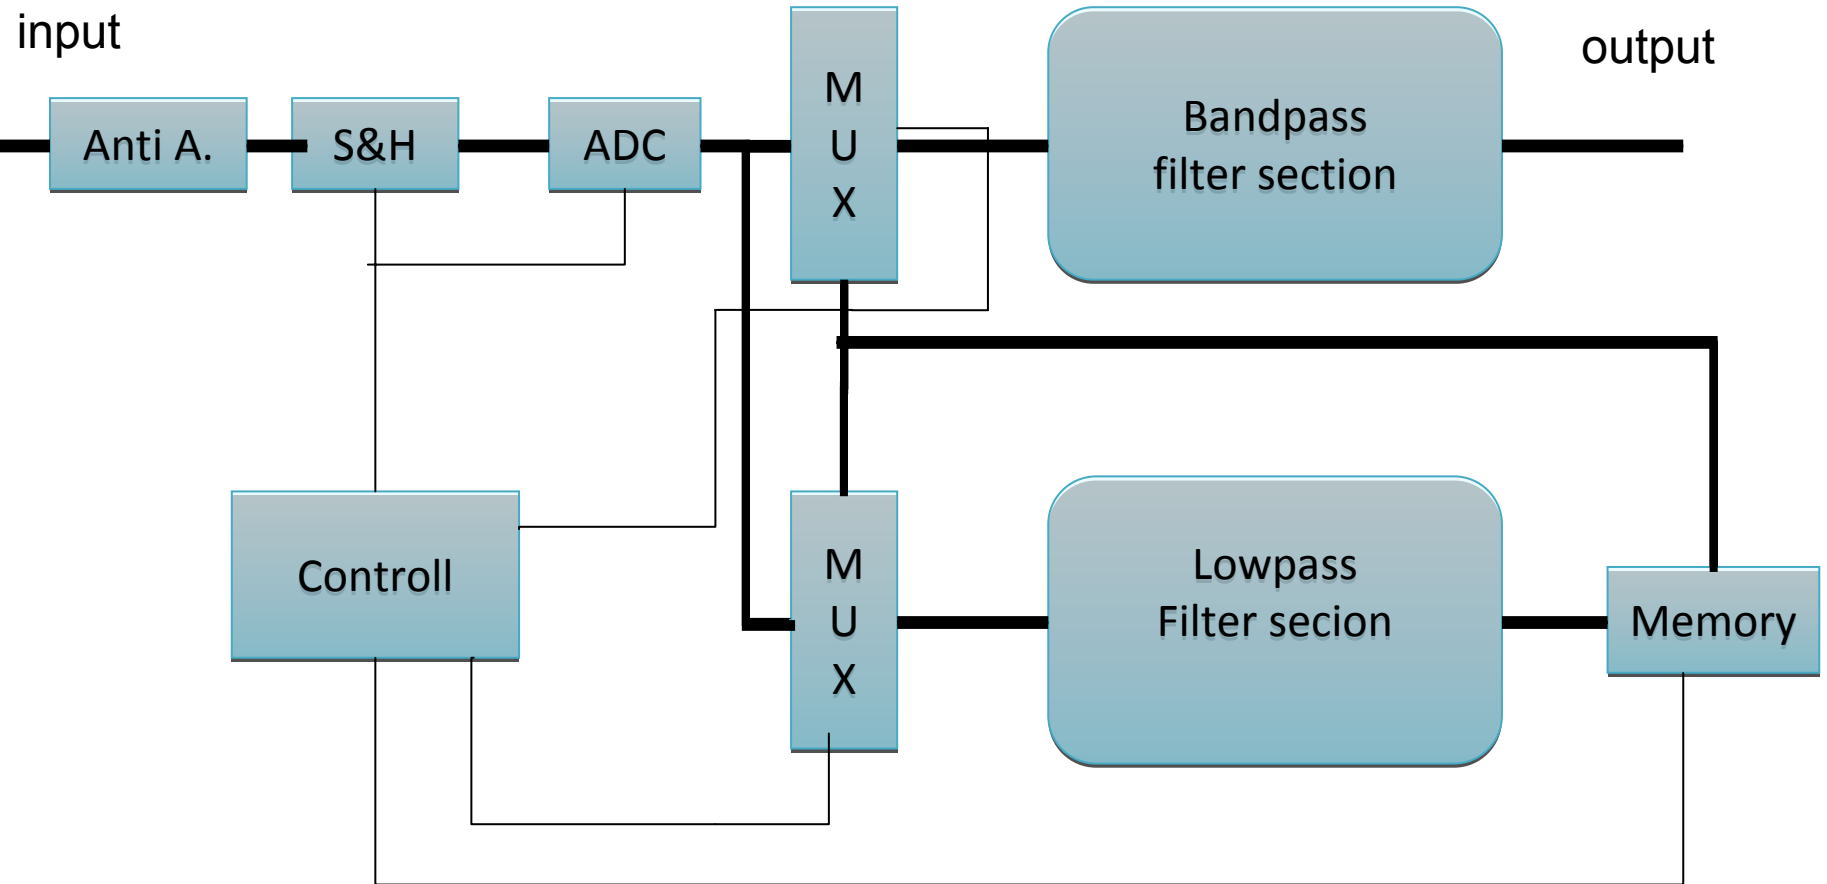 input
output
Anti A.
S&H
ADC
M
U
X
Bandpass
filter section
Controll
M
U
X
Lowpass
Filter secion
Memory